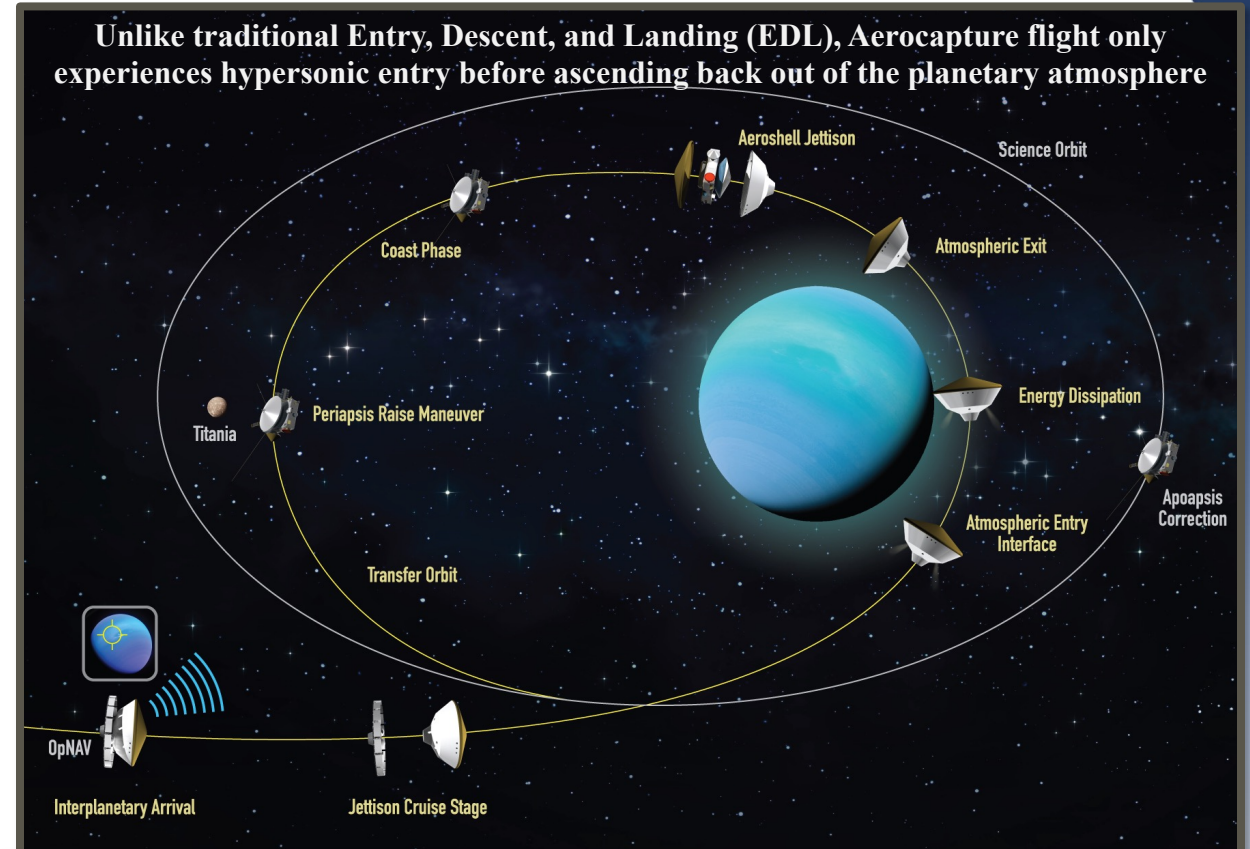 Unlike traditional Entry, Descent, and Landing (EDL), Aerocapture flight only
experiences hypersonic entry before ascending back out of the planetary atmosphere
Aeroshell Jettison
Science Orbit
Coast Phase
Atmospheric Exit
Energy Dissipation
Periapsis Raise Maneuver
Titania
Apoapsis
Correction
Atmospheric Entry
Interface
Transfer Orbit
OpNAV
Interplanetary Arrival
Jettison Cruise Stage